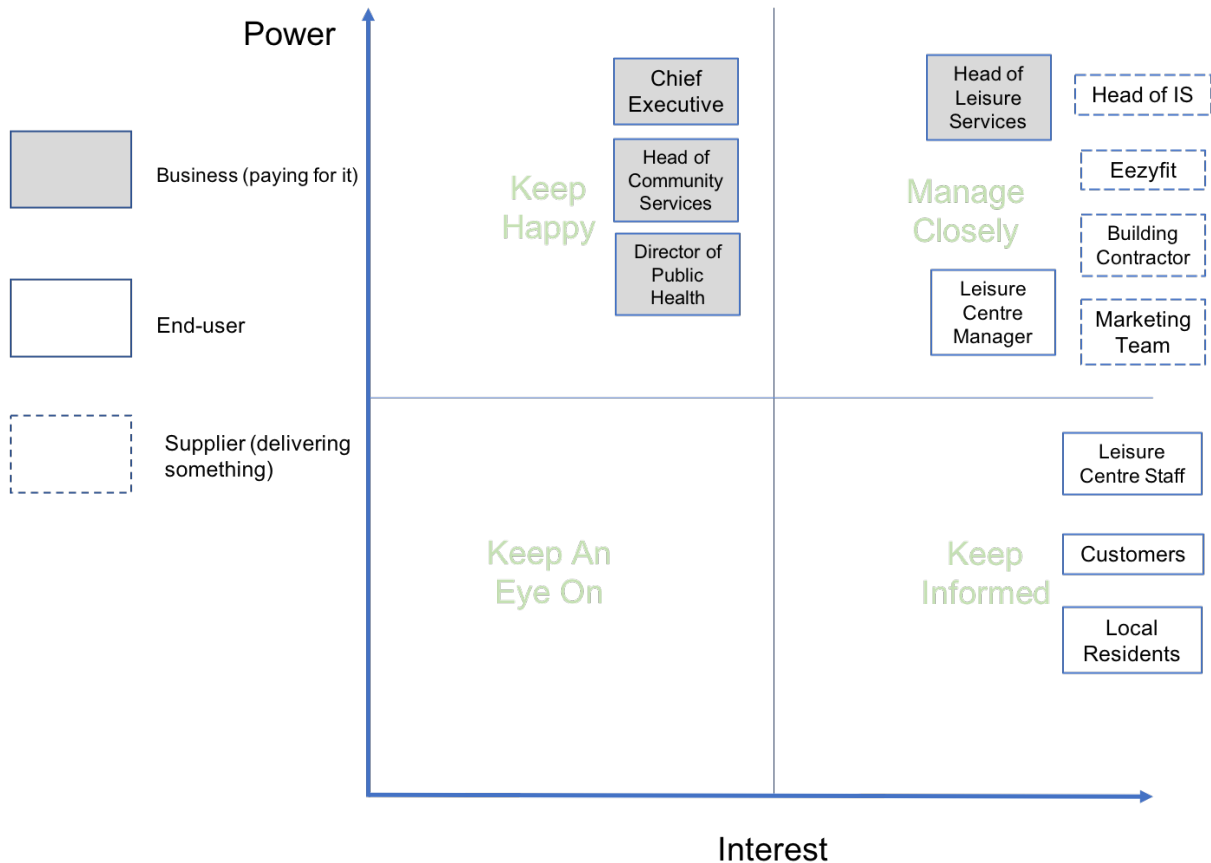 Power
Business (paying for it)
End-user
Supplier (delivering
something)
Keep
Happy
Chief
Executive
Head of
Community
Services
Director of
Public
Health
Manage
Closely
Head of
Leisure
Services
Head of IS
Eezyfit
Building
Contractor
Leisure
Centre
Manager
Marketing
Team
Keep An
Eye On
Keep
Informed
Leisure
Centre Staff
Customers
Local
Residents
Interest